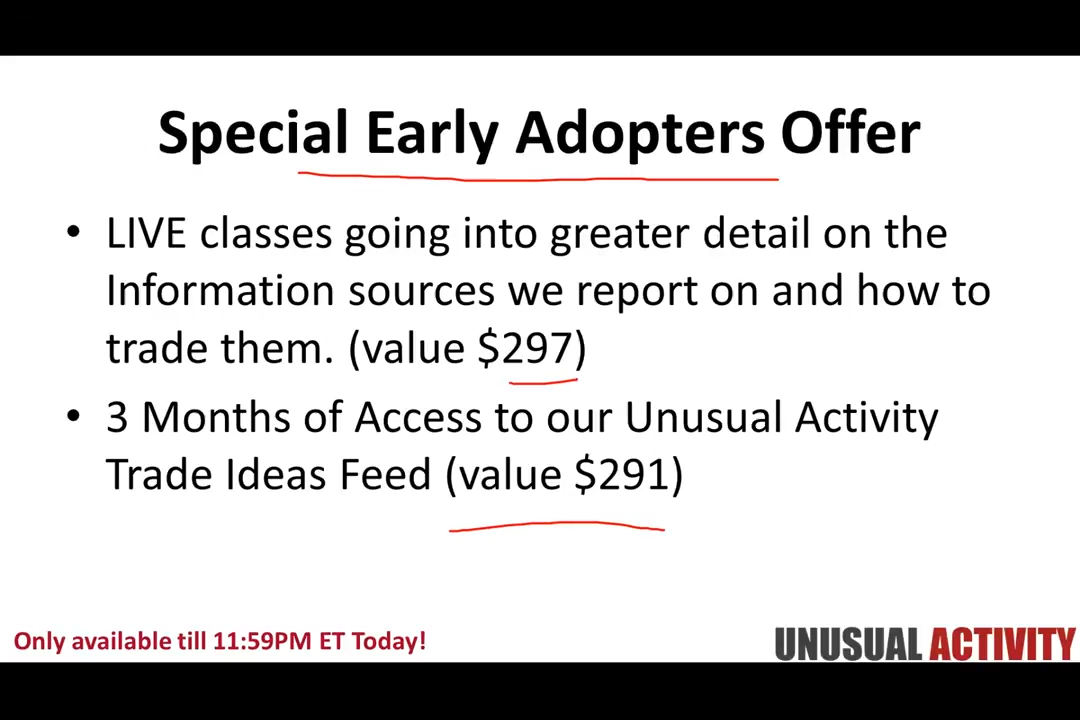 Special Early Adopters Offer
• LIVE classes going into greater detail on the
Information sources we report on and how to
trade them. (value $297)
• 3 Months of Access to our Unusual Activity
Trade Ideas Feed (value $291)
Only available till 11:59PM ET Today!
UNUSUAL ACTIVITY